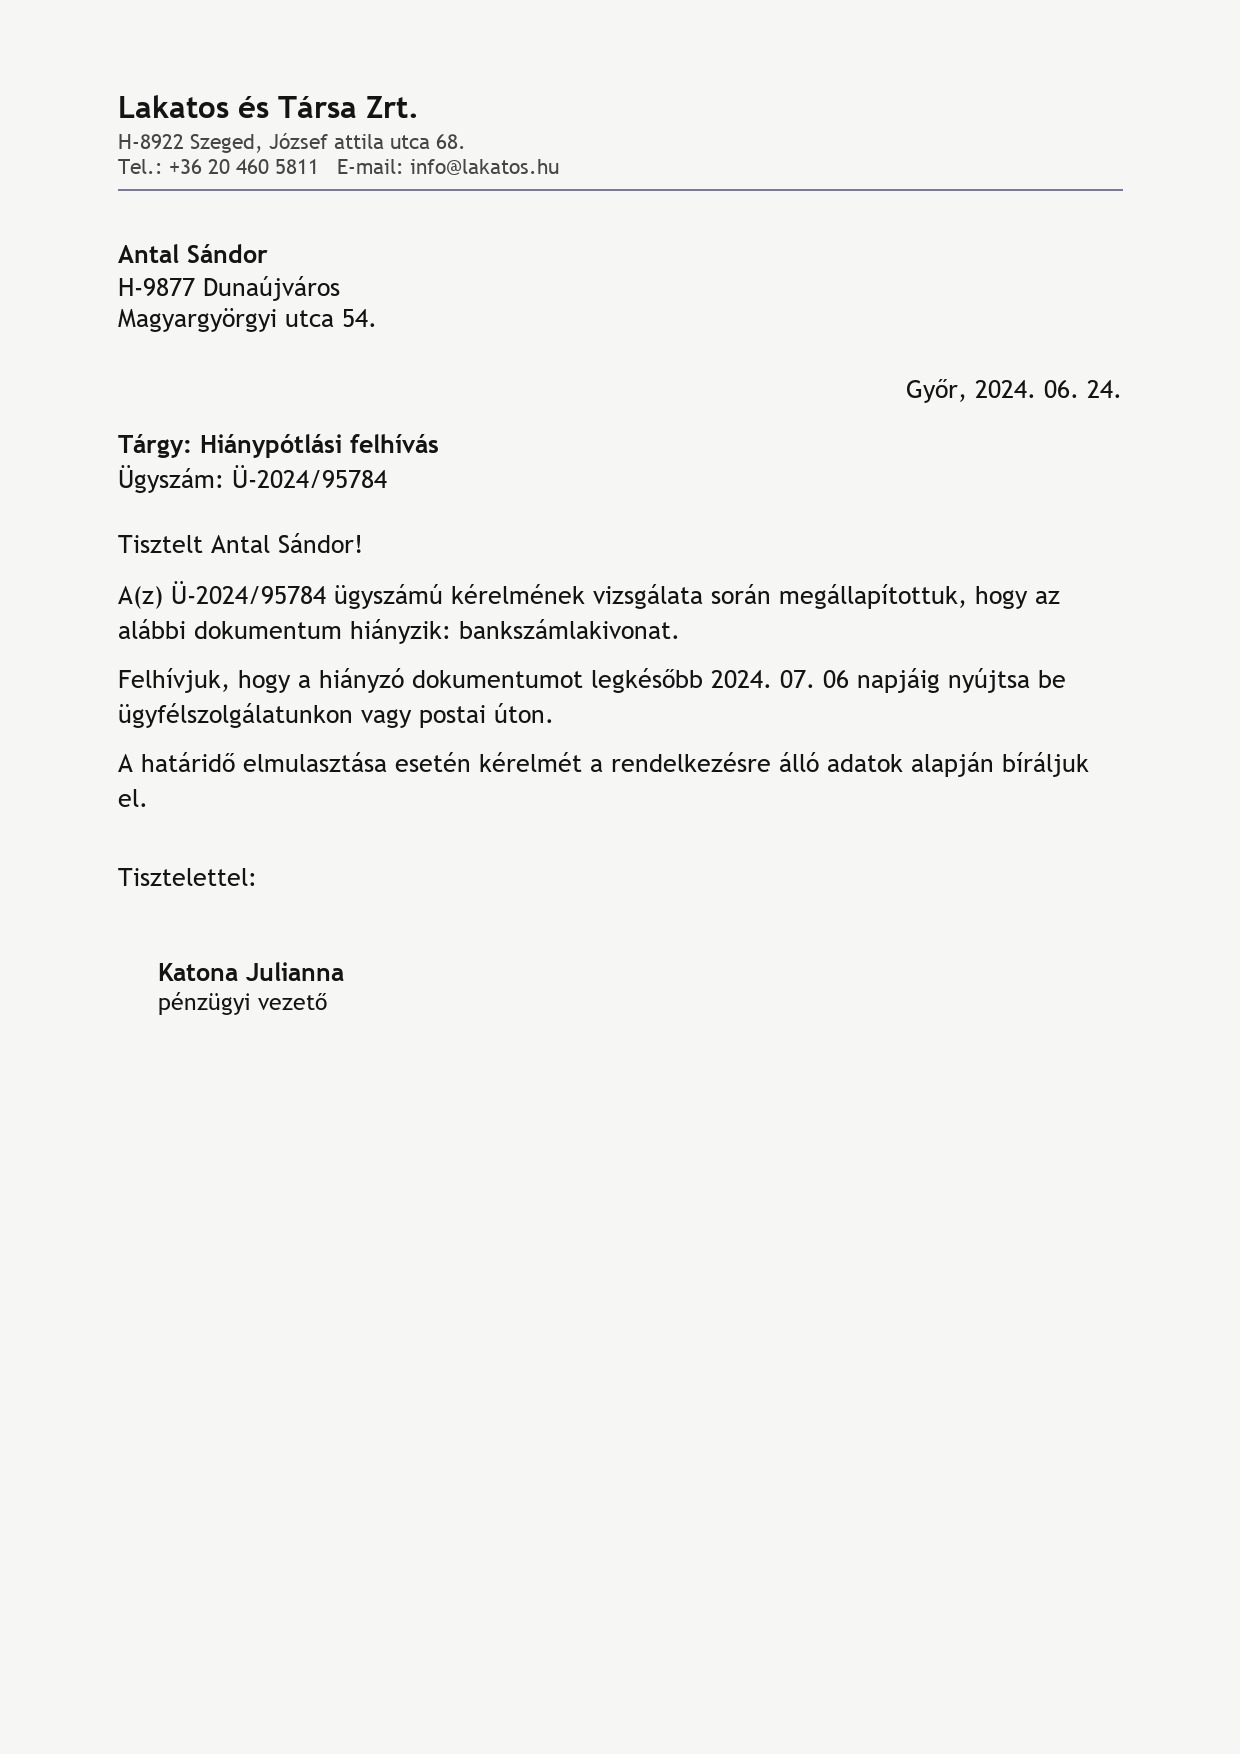 Lakatos és Társa Zrt.
H-8922 Szeged, József attila utca 68.
Tel.: +36 20 460 5811   E-mail: info@lakatos.hu
Antal Sándor
H-9877 Dunaújváros
Magyargyörgyi utca 54.
Győr, 2024. 06. 24.
Tárgy: Hiánypótlási felhívás
Ügyszám: Ü-2024/95784
Tisztelt Antal Sándor!
A(z) Ü-2024/95784 ügyszámú kérelmének vizsgálata során megállapítottuk, hogy az
alábbi dokumentum hiányzik: bankszámlakivonat.
Felhívjuk, hogy a hiányzó dokumentumot legkésőbb 2024. 07. 06 napjáig nyújtsa be
ügyfélszolgálatunkon vagy postai úton.
A határidő elmulasztása esetén kérelmét a rendelkezésre álló adatok alapján bíráljuk
el.
Tisztelettel:
Katona Julianna
pénzügyi vezető